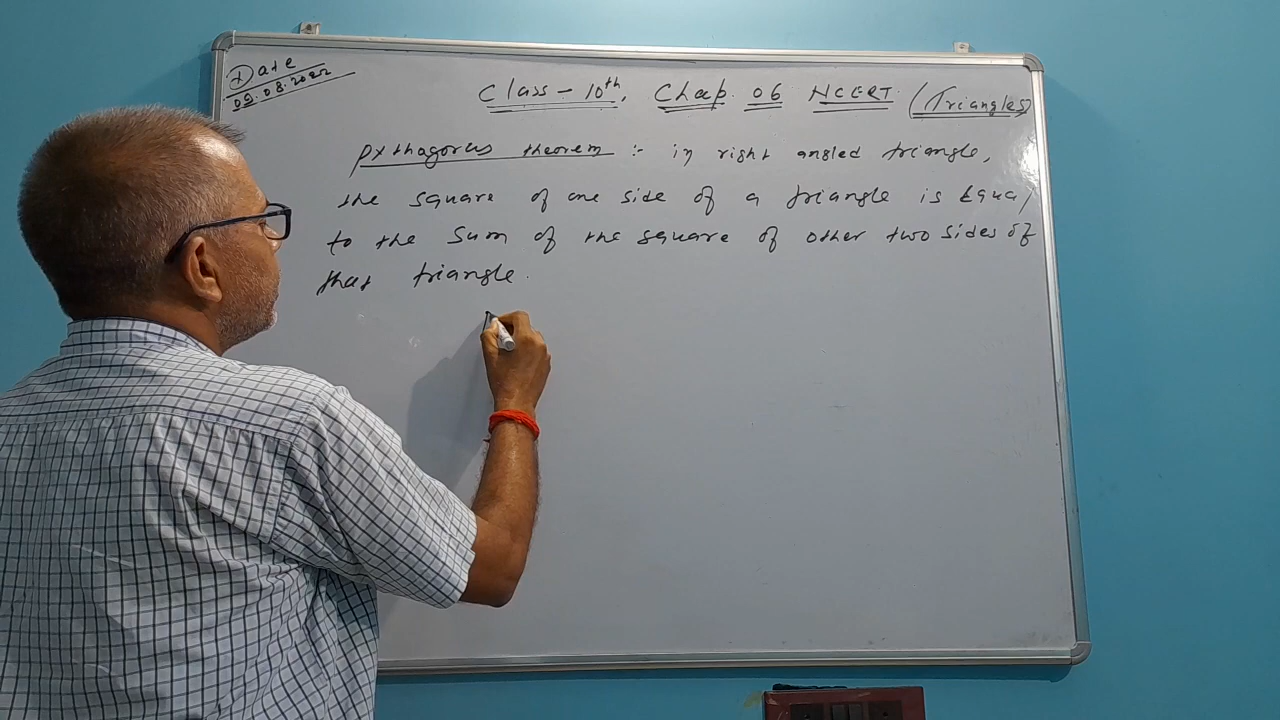 Date
09.08.2022
Class - 10th, Chap. 06 NCERT (Triangles)
Pythagorus theorem :- in right angled triangle,
the square of one side of a triangle is Equal
to the sum of the square of other two sides of
that triangle.